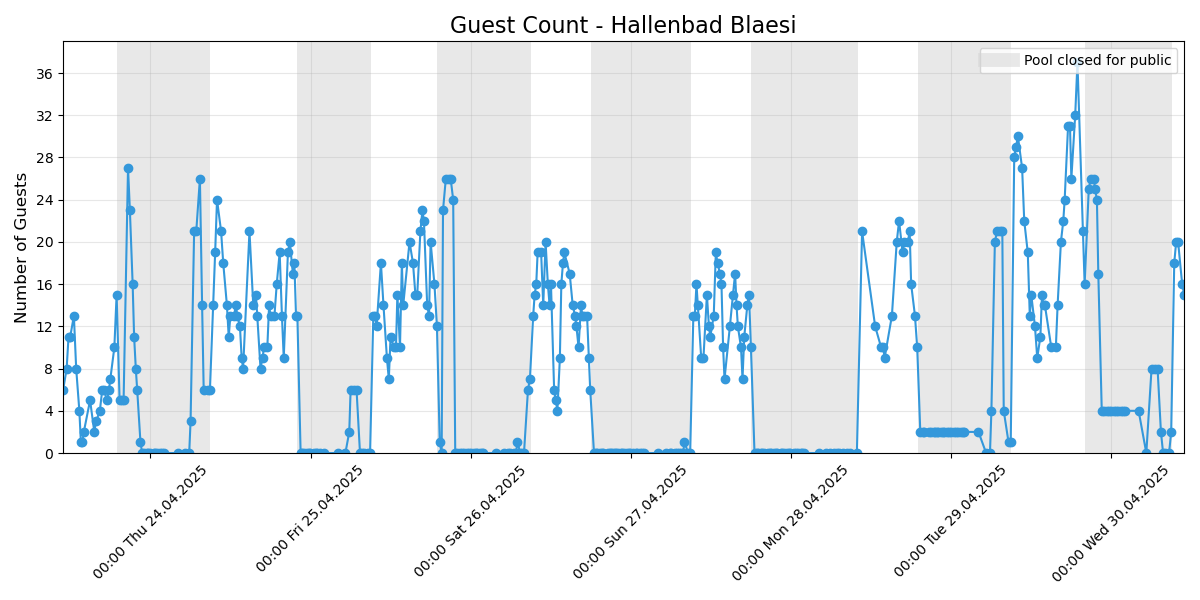 Guest Count - Hallenbad Blaesi
Pool closed for public
Number of Guests
36
32
28
24
20
16
12
8
4
0
00:00 Thu 24.04.2025
00:00 Fri 25.04.2025
00:00 Sat 26.04.2025
00:00 Sun 27.04.2025
00:00 Mon 28.04.2025
00:00 Tue 29.04.2025
00:00 Wed 30.04.2025